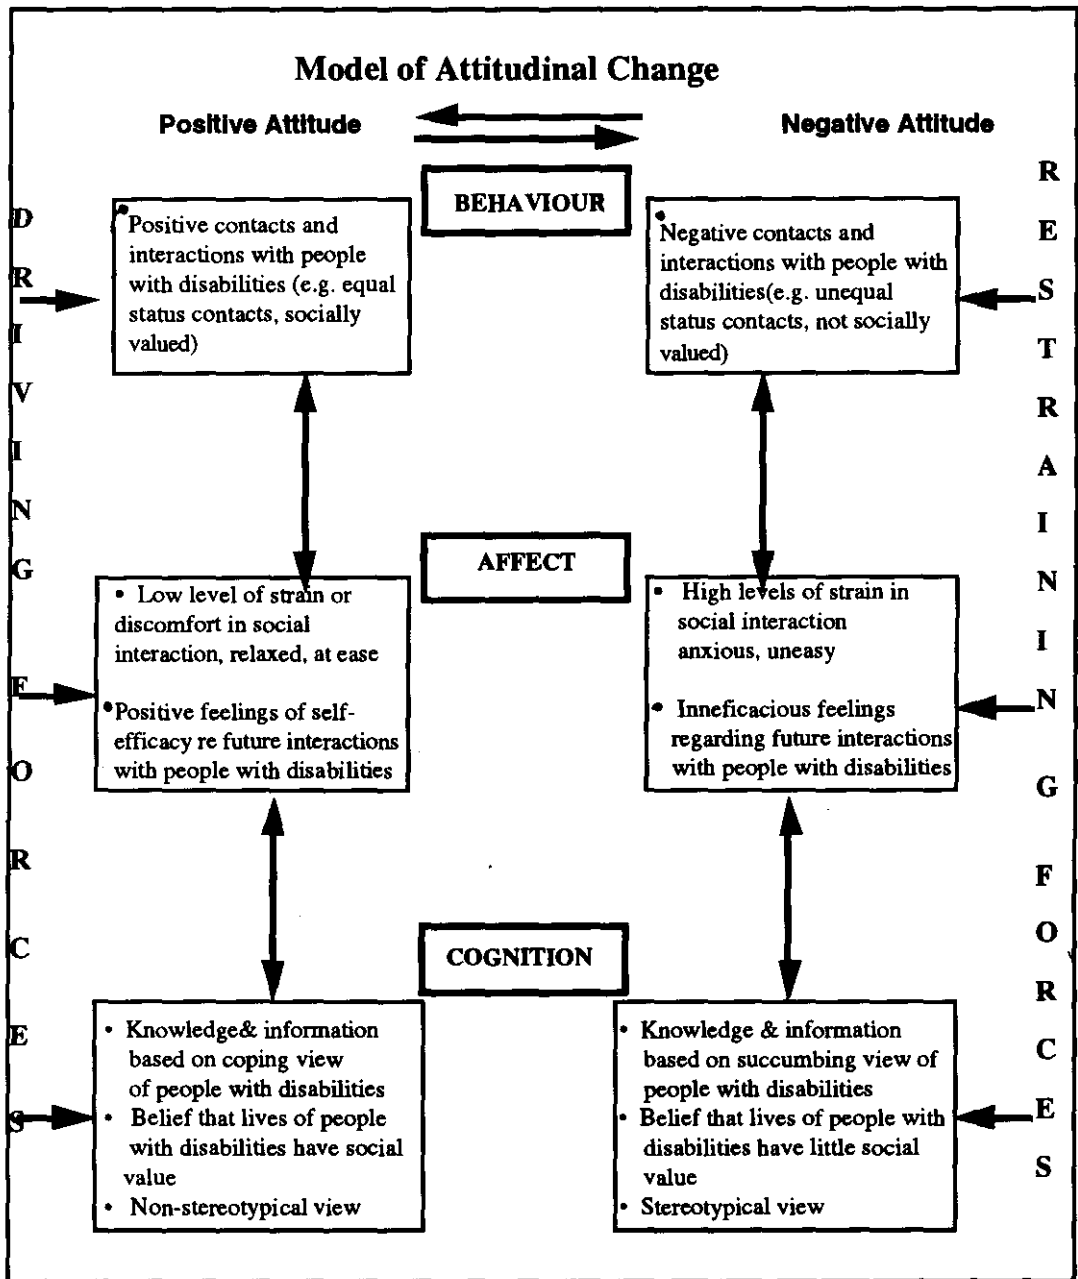 Model of Attitudinal Change
Positive Attitude
Negative Attitude
DRIVING FORCES
BEHAVIOUR
• Positive contacts and
interactions with people
with disabilities (e.g. equal
status contacts, socially
valued)
• Negative contacts and
interactions with people with
disabilities(e.g. unequal
status contacts, not socially
valued)
AFFECT
• Low level of strain or
discomfort in social
interaction, relaxed, at ease
• Positive feelings of self-
efficacy re future interactions
with people with disabilities
• High levels of strain in
social interaction
anxious, uneasy
• Inneficacious feelings
regarding future interactions
with people with disabilities
COGNITION
• Knowledge& information
based on coping view
of people with disabilities
• Belief that lives of people
with disabilities have social
value
• Non-stereotypical view
• Knowledge & information
based on succumbing view of
people with disabilities
• Belief that lives of people with
disabilities have little social
value
• Stereotypical view
RESTRAINING FORCES